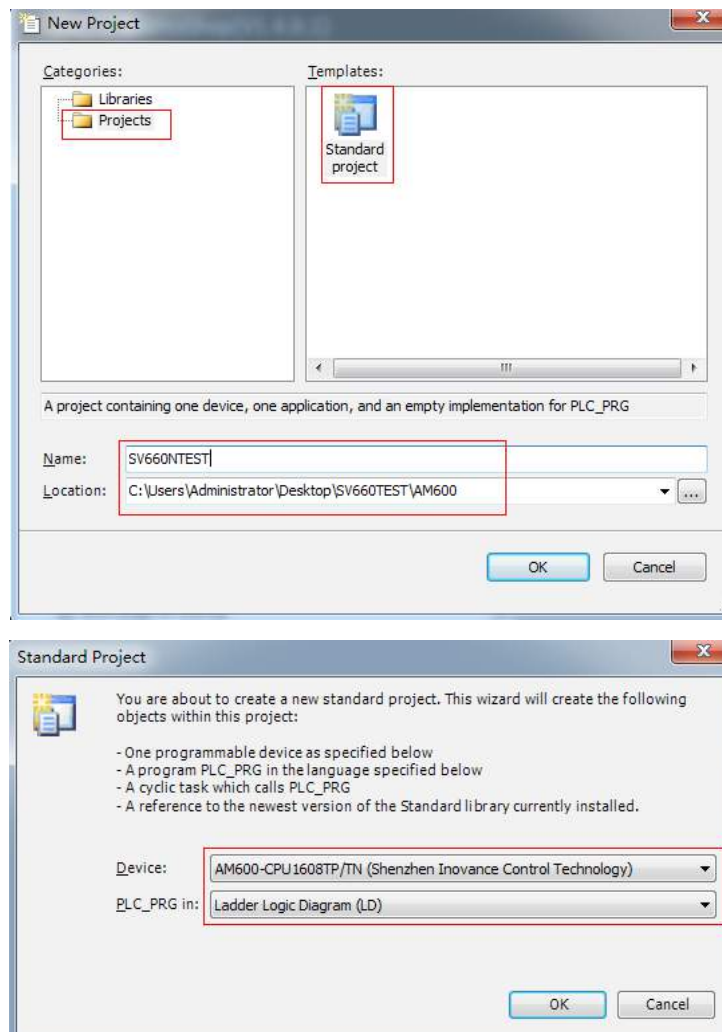 New Project
Categories:
Templates:
Libraries
Projects
Standard
project
A project containing one device, one application, and an empty implementation for PLC_PRG
Name:
SV660NTEST
Location:
C:\Users\Administrator\Desktop\SV660TEST\AM600
...
OK
Cancel
Standard Project
You are about to create a new standard project. This wizard will create the following
objects within this project:
- One programmable device as specified below
- A program PLC_PRG in the language specified below
- A cyclic task which calls PLC_PRG
- A reference to the newest version of the Standard library currently installed.
Device:
AM600-CPU1608TP/TN (Shenzhen Inovance Control Technology)
PLC_PRG in:
Ladder Logic Diagram (LD)
OK
Cancel